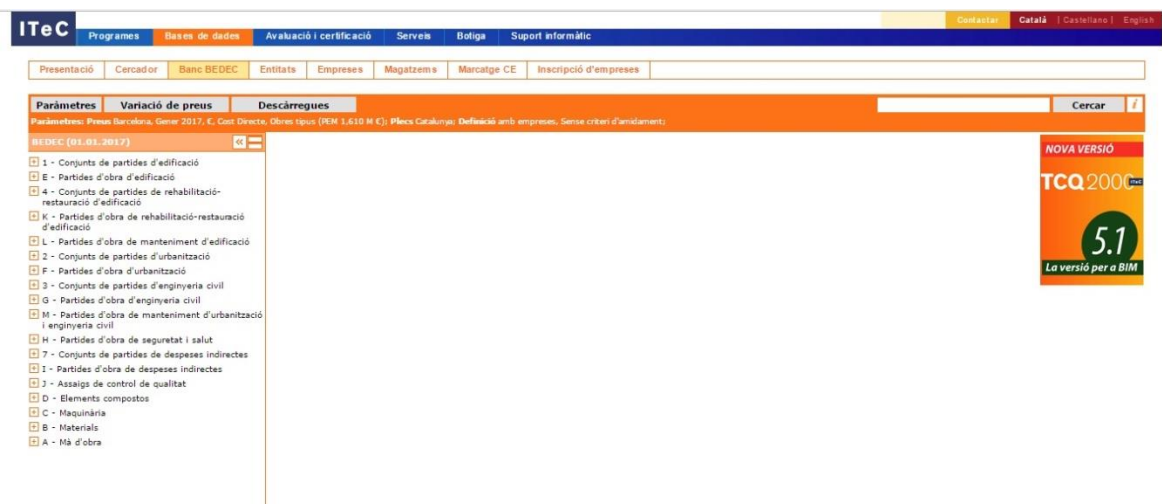 ITeC
Contactar Català | Castellano | English
Programes Bases de dades Avaluació i certificació Serveis Botiga Suport informàtic
Presentació Cercador Banc BEDEC Entitats Empreses Magatzems Marcatge CE Inscripció d'empreses
Paràmetres Variació de preus Descàrregues Cercar i
Paràmetres: Preus Barcelona, Gener 2017, €, Cost Directe, Obres tipus (PEM 1,610 M €); Plecs Catalunya; Definició amb empreses, Sense criteri d'amidament;
BEDEC (01.01.2017) «
1 - Conjunts de partides d'edificació
E - Partides d'obra d'edificació
4 - Conjunts de partides de rehabilitació-
restauració d'edificació
K - Partides d'obra de rehabilitació-restauració
d'edificació
L - Partides d'obra de manteniment d'edificació
2 - Conjunts de partides d'urbanització
F - Partides d'obra d'urbanització
3 - Conjunts de partides d'enginyeria civil
G - Partides d'obra d'enginyeria civil
M - Partides d'obra de manteniment d'urbanització
i enginyeria civil
H - Partides d'obra de seguretat i salut
7 - Conjunts de partides de despeses indirectes
I - Partides d'obra de despeses indirectes
J - Assaigs de control de qualitat
D - Elements compostos
C - Maquinària
B - Materials
A - Mà d'obra
NOVA VERSIÓ
TCQ2000 ITeC
5.1
La versió per a BIM